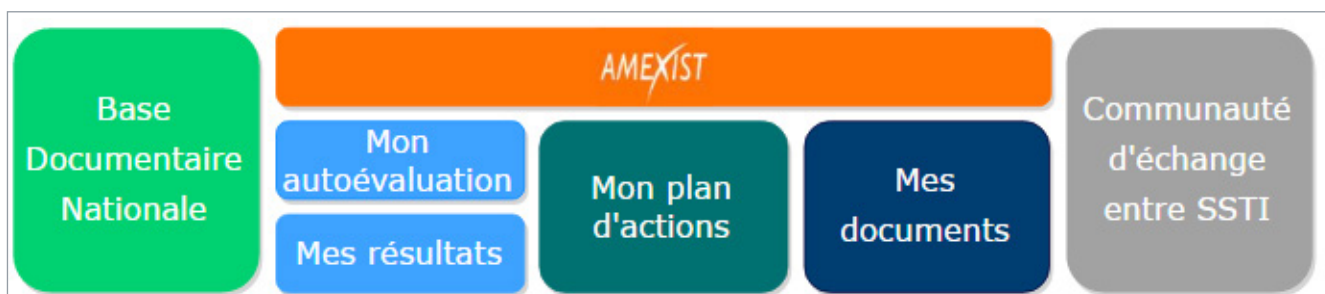 Base
Documentaire
Nationale
AMEXIST
Mon
autoévaluation
Mes résultats
Mon plan
d'actions
Mes
documents
Communauté
d'échange
entre SSTI